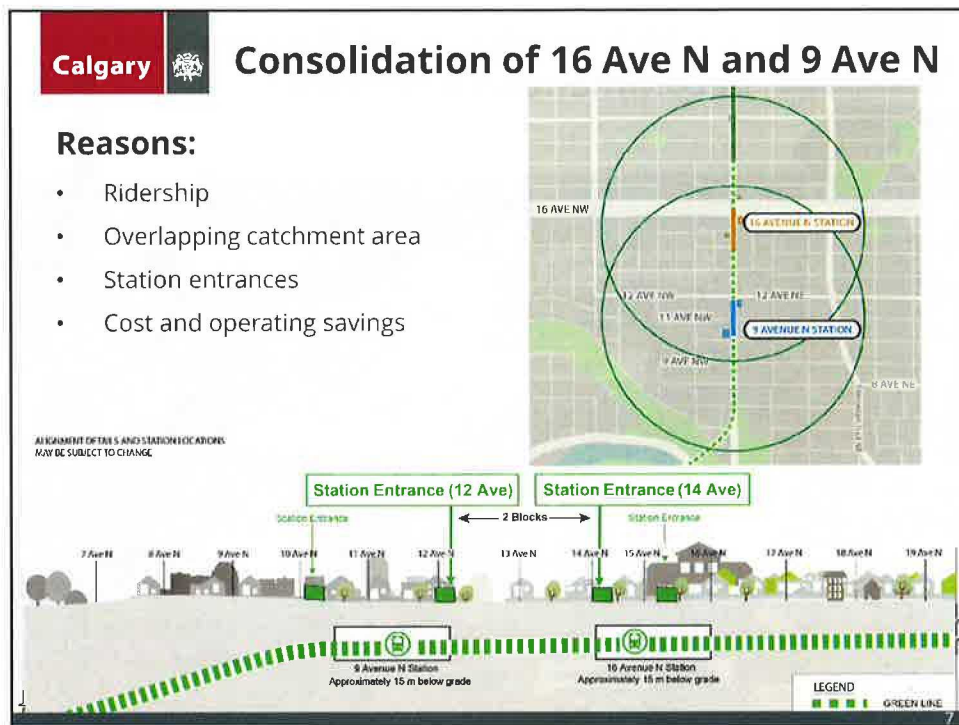 Calgary
Consolidation of 16 Ave N and 9 Ave N
Reasons:
• Ridership
• Overlapping catchment area
• Station entrances
• Cost and operating savings
16 AVE NW
16 AVENUE N STATION
12 AVE NW
12 AVE NE
11 AVE NW
9 AVENUE N STATION
9 AVE NW
8 AVE NE
ALIGNMENT DETAILS AND STATION LOCATIONS
MAY BE SUBJECT TO CHANGE
Station Entrance (12 Ave)
Station Entrance (14 Ave)
Station Entrance
2 Blocks
Station Entrance
7 Ave N
8 Ave N
9 Ave N
10 Ave N
11 Ave N
12 Ave N
13 Ave N
14 Ave N
15 Ave N
16 Ave N
17 Ave N
18 Ave N
19 Ave N
9 Avenue N Station
Approximately 15 m below grade
16 Avenue N Station
Approximately 15 m below grade
LEGEND
GREEN LINE
7